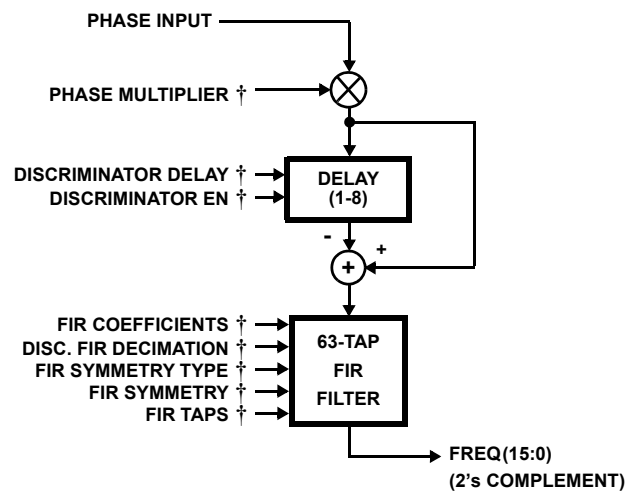 PHASE INPUT
PHASE MULTIPLIER †
DISCRIMINATOR DELAY †
DISCRIMINATOR EN †
DELAY
(1-8)
-
+
+
FIR COEFFICIENTS †
DISC. FIR DECIMATION †
FIR SYMMETRY TYPE †
FIR SYMMETRY †
FIR TAPS †
63-TAP
FIR
FILTER
FREQ(15:0)
(2's COMPLEMENT)